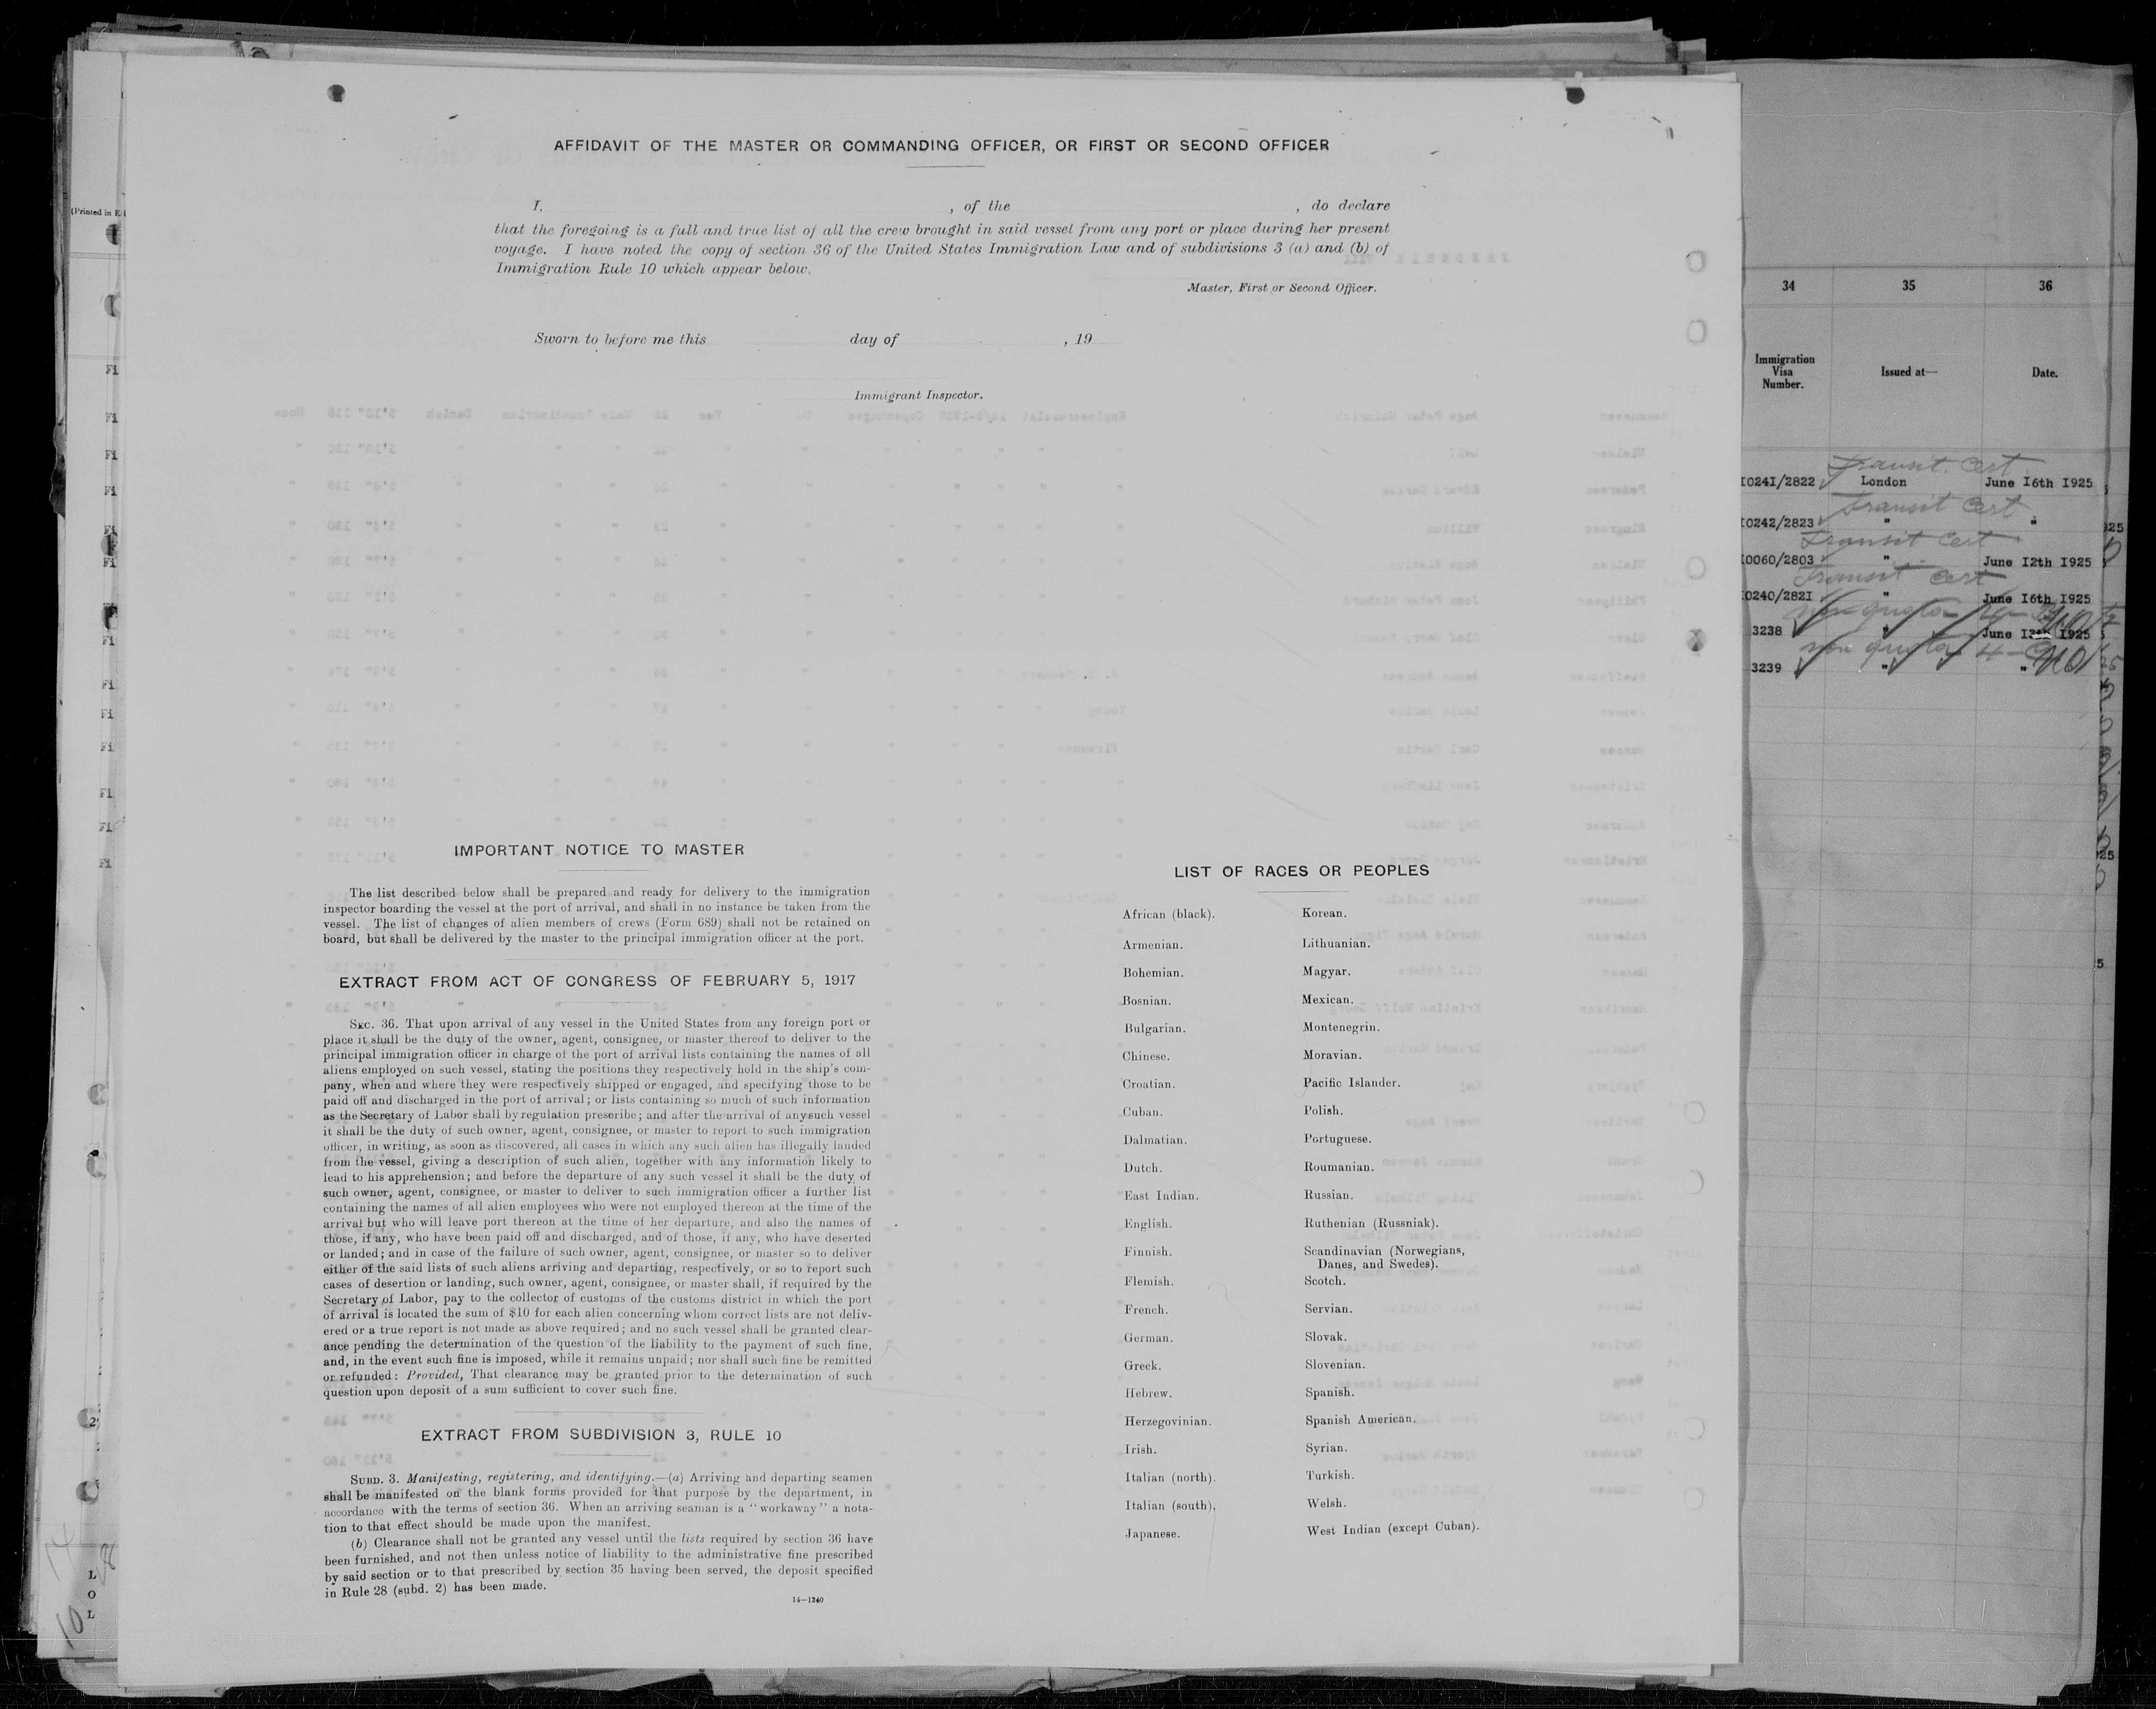 AFFIDAVIT OF THE MASTER OR COMMANDING OFFICER, OR FIRST OR SECOND OFFICER
I, , of the , do declare
that the foregoing is a full and true list of all the crew brought in said vessel from any port or place during her present
voyage. I have noted the copy of section 36 of the United States Immigration Law and of subdivisions 3 (a) and (b) of
Immigration Rule 10 which appear below.
Master, First or Second Officer.
Sworn to before me this day of , 19
Immigrant Inspector.
IMPORTANT NOTICE TO MASTER
The list described below shall be prepared and ready for delivery to the immigration
inspector boarding the vessel at the port of arrival, and shall in no instance be taken from the
vessel. The list of changes of alien members of crews (Form 689) shall not be retained on
board, but shall be delivered by the master to the principal immigration officer at the port.
EXTRACT FROM ACT OF CONGRESS OF FEBRUARY 5, 1917
SEC. 36. That upon arrival of any vessel in the United States from any foreign port or
place it shall be the duty of the owner, agent, consignee, or master thereof to deliver to the
principal immigration officer in charge of the port of arrival lists containing the names of all
aliens employed on such vessel, stating the positions they respectively hold in the ship's com-
pany, when and where they were respectively shipped or engaged, and specifying those to be
paid off and discharged in the port of arrival; or lists containing so much of such information
as the Secretary of Labor shall by regulation prescribe; and after the arrival of any such vessel
it shall be the duty of such owner, agent, consignee, or master to report to such immigration
officer, in writing, as soon as discovered, all cases in which any such alien has illegally landed
from the vessel, giving a description of such alien, together with any information likely to
lead to his apprehension; and before the departure of any such vessel it shall be the duty of
such owner, agent, consignee, or master to deliver to such immigration officer a further list
containing the names of all alien employees who were not employed thereon at the time of the
arrival but who will leave port thereon at the time of her departure, and also the names of
those, if any, who have been paid off and discharged, and of those, if any, who have deserted
or landed; and in case of the failure of such owner, agent, consignee, or master so to deliver
either of the said lists of such aliens arriving and departing, respectively, or so to report such
cases of desertion or landing, such owner, agent, consignee, or master shall, if required by the
Secretary of Labor, pay to the collector of customs of the customs district in which the port
of arrival is located the sum of $10 for each alien concerning whom correct lists are not deliv-
ered or a true report is not made as above required; and no such vessel shall be granted clear-
ance pending the determination of the question of the liability to the payment of such fine,
and, in the event such fine is imposed, while it remains unpaid; nor shall such fine be remitted
or refunded: Provided, That clearance may be granted prior to the determination of such
question upon deposit of a sum sufficient to cover such fine.
EXTRACT FROM SUBDIVISION 3, RULE 10
SUBD. 3. Manifesting, registering, and identifying.—(a) Arriving and departing seamen
shall be manifested on the blank forms provided for that purpose by the department, in
accordance with the terms of section 36. When an arriving seaman is a "workaway" a nota-
tion to that effect should be made upon the manifest.
(b) Clearance shall not be granted any vessel until the lists required by section 36 have
been furnished, and not then unless notice of liability to the administrative fine prescribed
by said section or to that prescribed by section 35 having been served, the deposit specified
in Rule 28 (subd. 2) has been made.
14—1240
LIST OF RACES OR PEOPLES
African (black).
Armenian.
Bohemian.
Bosnian.
Bulgarian.
Chinese.
Croatian.
Cuban.
Dalmatian.
Dutch.
East Indian.
English.
Finnish.
Flemish.
French.
German.
Greek.
Hebrew.
Herzegovinian.
Irish.
Italian (north).
Italian (south).
Japanese.
Korean.
Lithuanian.
Magyar.
Mexican.
Montenegrin.
Moravian.
Pacific Islander.
Polish.
Portuguese.
Roumanian.
Russian.
Ruthenian (Russniak).
Scandinavian (Norwegians,
Danes, and Swedes).
Scotch.
Servian.
Slovak.
Slovenian.
Spanish.
Spanish American.
Syrian.
Turkish.
Welsh.
West Indian (except Cuban).
34 35 36
Immigration
Visa
Number.
Issued at—
Date.
Transit Cert
I0241/2822 London June I6th I925
Transit Cert
I0242/2823 " "
Transit Cert
I0060/2803 " June I2th I925
Transit Cert
0240/282I " June I6th I925
non quota
3238 " June I925
non quota
3239 " "
(Printed in E